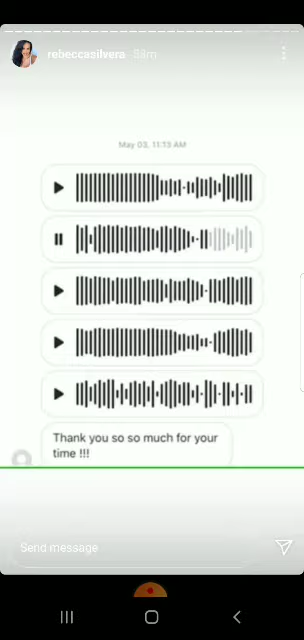 rebeccasilvera
May 03, 11:13 AM
Thank you so so much for your
time !!!
Send message